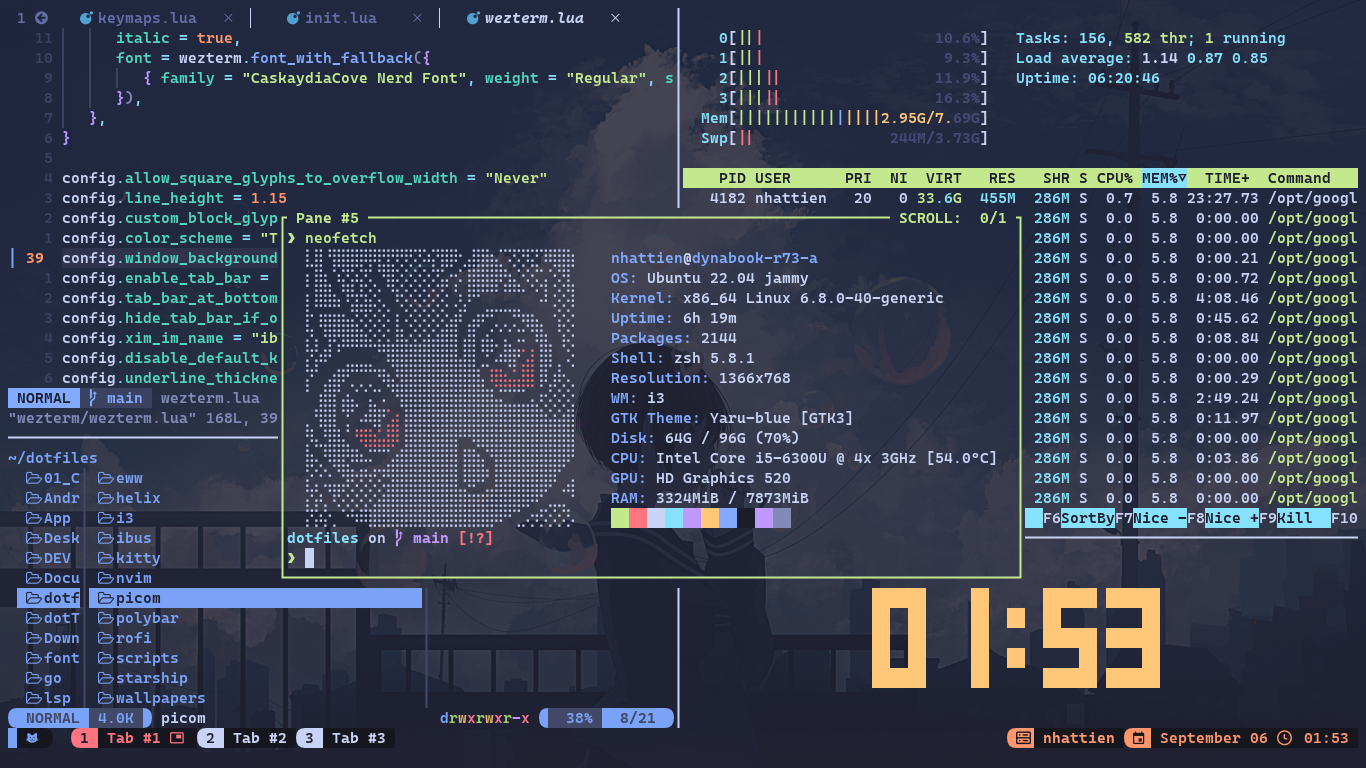 1 keymaps.lua × init.lua × wezterm.lua ×
11 italic = true,
10 font = wezterm.font_with_fallback({
9 { family = "CaskaydiaCove Nerd Font", weight = "Regular", s
8 }),
7 },
6 }
5
4 config.allow_square_glyphs_to_overflow_width = "Never"
3 config.line_height = 1.15
2 config.custom_block_glyp
1 config.color_scheme = "T
39 config.window_background
1 config.enable_tab_bar =
2 config.tab_bar_at_bottom
3 config.hide_tab_bar_if_o
4 config.xim_im_name = "ib
5 config.disable_default_k
6 config.underline_thickne
NORMAL main wezterm.lua
"wezterm/wezterm.lua" 168L, 39
0[||| 10.6%]
1[||| 9.3%]
2[||||| 11.9%]
3[||||| 16.3%]
Mem[||||||||||||||||2.95G/7.69G]
Swp[|| 244M/3.73G]
Tasks: 156, 582 thr; 1 running
Load average: 1.14 0.87 0.85
Uptime: 06:20:46
PID USER PRI NI VIRT RES SHR S CPU% MEM%▽ TIME+ Command
4182 nhattien 20 0 33.6G 455M 286M S 0.7 5.8 23:27.73 /opt/googl
286M S 0.0 5.8 0:00.00 /opt/googl
286M S 0.0 5.8 0:00.00 /opt/googl
286M S 0.0 5.8 0:00.21 /opt/googl
286M S 0.0 5.8 0:00.72 /opt/googl
286M S 0.0 5.8 4:08.46 /opt/googl
286M S 0.0 5.8 0:45.62 /opt/googl
286M S 0.0 5.8 0:08.84 /opt/googl
286M S 0.0 5.8 0:00.00 /opt/googl
286M S 0.0 5.8 0:00.29 /opt/googl
286M S 0.0 5.8 2:49.24 /opt/googl
286M S 0.0 5.8 0:11.97 /opt/googl
286M S 0.0 5.8 0:00.00 /opt/googl
286M S 0.0 5.8 0:03.86 /opt/googl
286M S 0.0 5.8 0:00.00 /opt/googl
286M S 0.0 5.8 0:00.00 /opt/googl
F6SortByF7Nice -F8Nice +F9Kill F10
Pane #5 SCROLL: 0/1
❯ neofetch
nhattien@dynabook-r73-a
OS: Ubuntu 22.04 jammy
Kernel: x86_64 Linux 6.8.0-40-generic
Uptime: 6h 19m
Packages: 2144
Shell: zsh 5.8.1
Resolution: 1366x768
WM: i3
GTK Theme: Yaru-blue [GTK3]
Disk: 64G / 96G (70%)
CPU: Intel Core i5-6300U @ 4x 3GHz [54.0°C]
GPU: HD Graphics 520
RAM: 3324MiB / 7873MiB
dotfiles on main [!?]
❯
~/dotfiles
01_C eww
Andr helix
App i3
Desk ibus
DEV kitty
Docu nvim
dotf picom
dotT polybar
Down rofi
font scripts
go starship
lsp wallpapers
NORMAL 4.0K picom drwxrwxr-x 38% 8/21
01:53
1 Tab #1 2 Tab #2 3 Tab #3 nhattien September 06 01:53